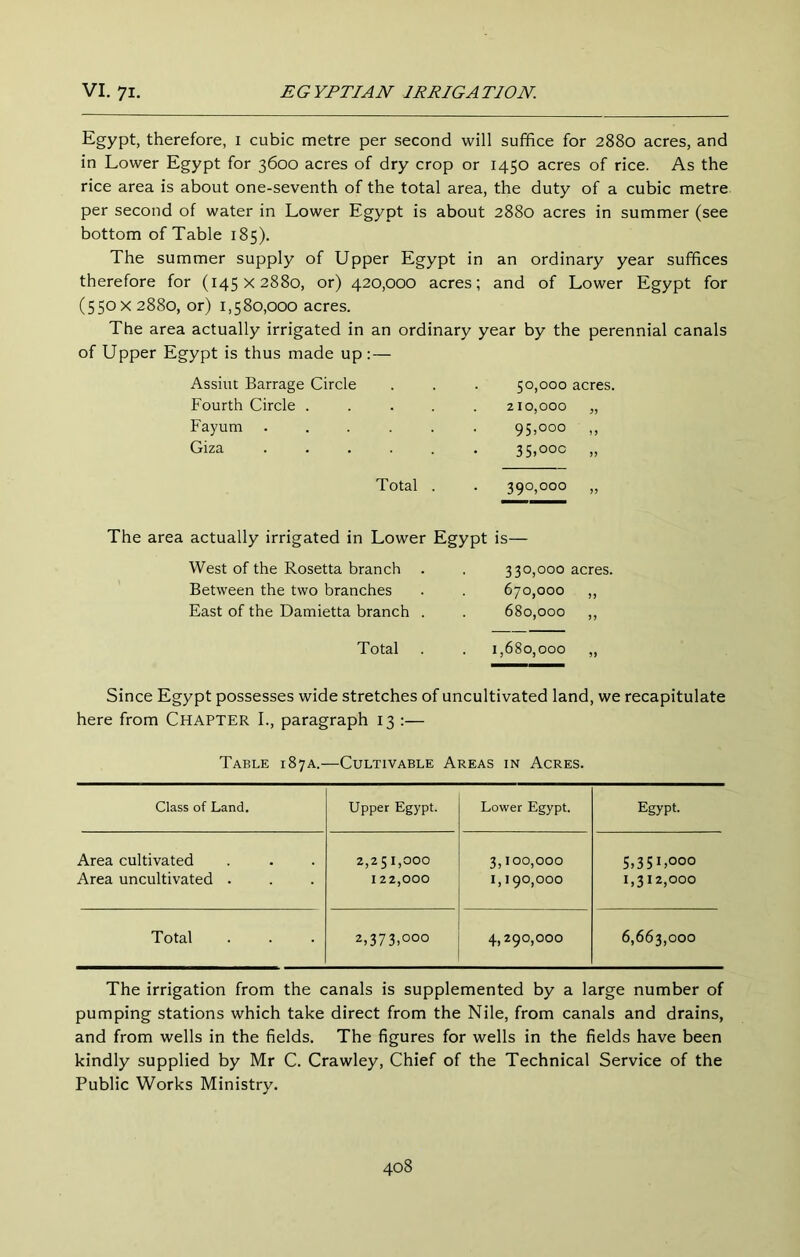 VI. 71. EGYPTIAN IRRIGATION.
Egypt, therefore, 1 cubic metre per second will suffice for 2880 acres, and
in Lower Egypt for 3600 acres of dry crop or 1450 acres of rice. As the
rice area is about one-seventh of the total area, the duty of a cubic metre
per second of water in Lower Egypt is about 2880 acres in summer (see
bottom of Table 185).
The summer supply of Upper Egypt in an ordinary year suffices
therefore for (145 × 2880, or) 420,000 acres; and of Lower Egypt for
(550 × 2880, or) 1,580,000 acres.
The area actually irrigated in an ordinary year by the perennial canals
of Upper Egypt is thus made up:—
Assiut Barrage Circle . . . 50,000 acres.
Fourth Circle . . . . . . 210,000 „
Fayum . . . . . . 95,000 „
Giza . . . . . . 35,000 „
Total . . 390,000 „
The area actually irrigated in Lower Egypt is—
West of the Rosetta branch . . 330,000 acres.
Between the two branches . . 670,000 „
East of the Damietta branch . . 680,000 „
Total . . 1,680,000 „
Since Egypt possesses wide stretches of uncultivated land, we recapitulate
here from CHAPTER I., paragraph 13:—
TABLE 187A.—CULTIVABLE AREAS IN ACRES.
Class of Land. Upper Egypt. Lower Egypt. Egypt.
Area cultivated . . . 2,251,000 3,100,000 5,351,000
Area uncultivated . . . 122,000 1,190,000 1,312,000
Total . . . 2,373,000 4,290,000 6,663,000
The irrigation from the canals is supplemented by a large number of
pumping stations which take direct from the Nile, from canals and drains,
and from wells in the fields. The figures for wells in the fields have been
kindly supplied by Mr C. Crawley, Chief of the Technical Service of the
Public Works Ministry.
408